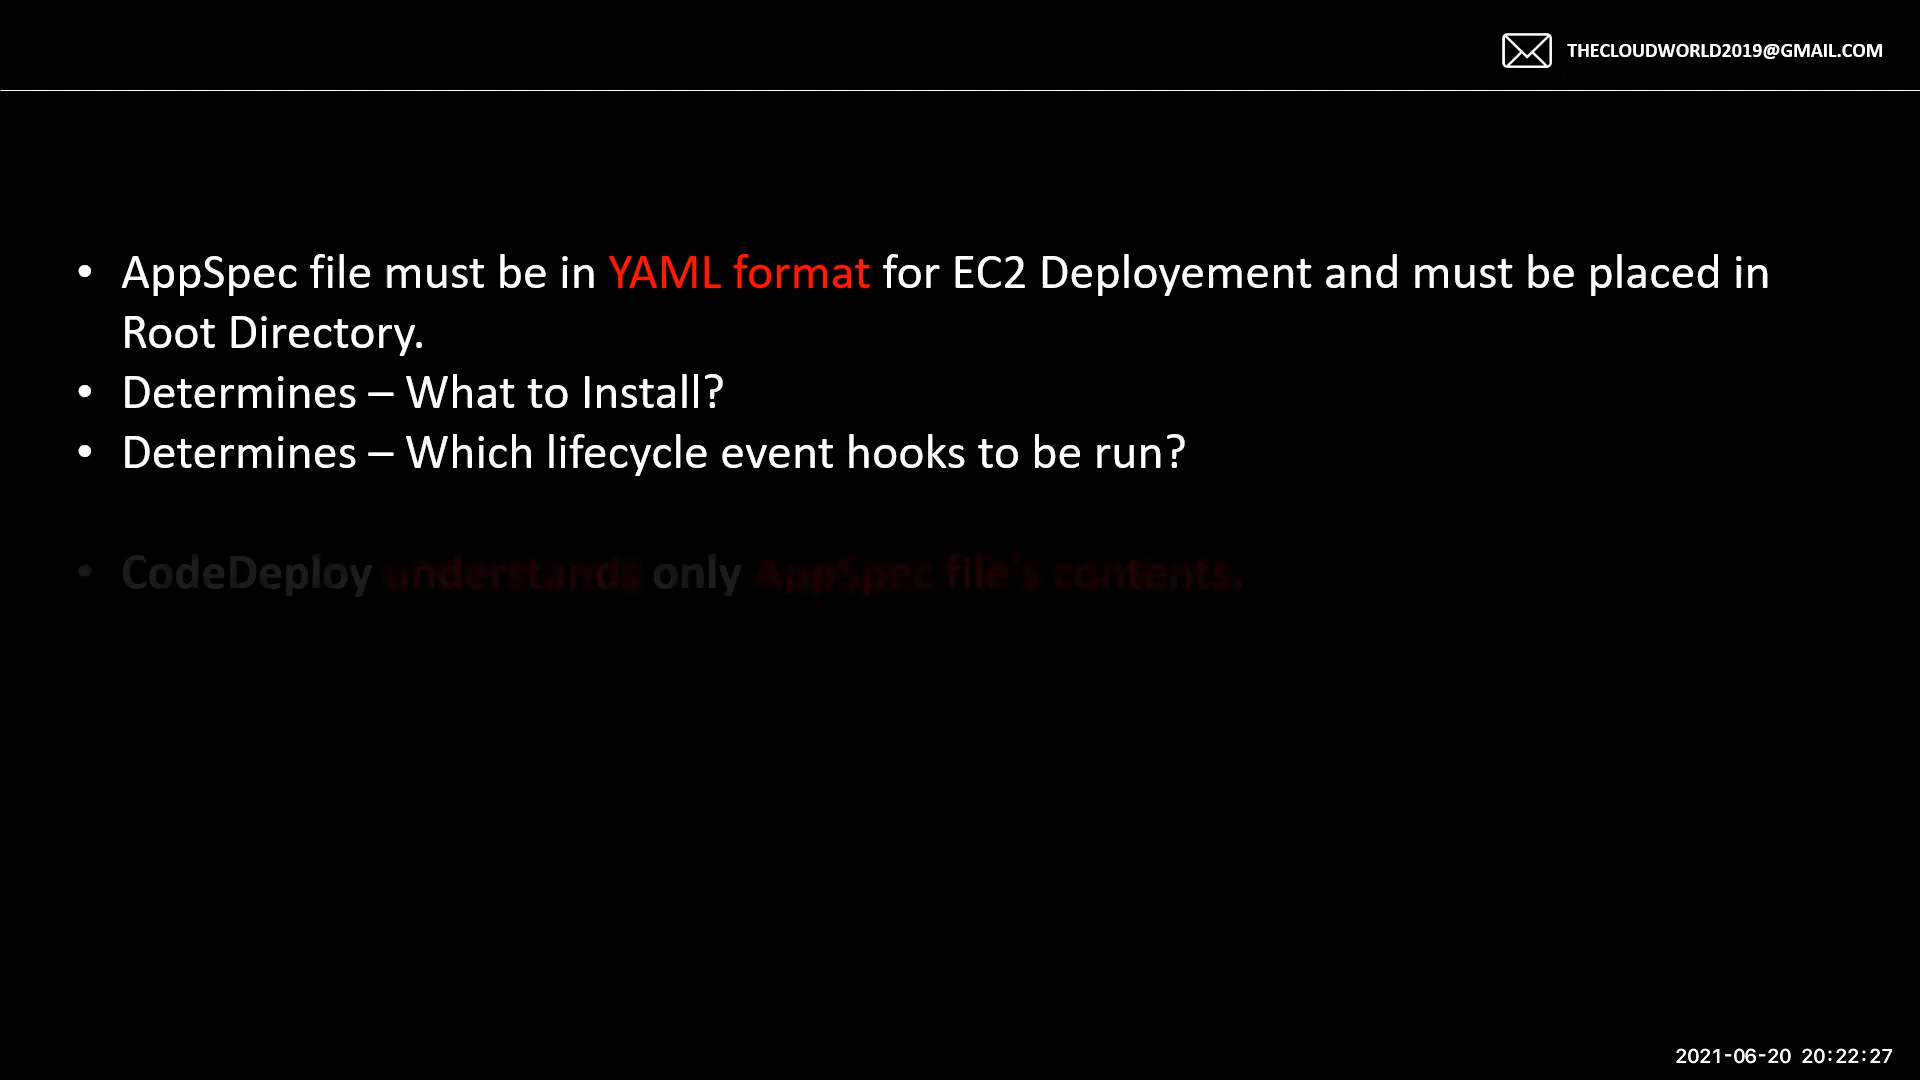 THECLOUDWORLD2019@GMAIL.COM
• AppSpec file must be in YAML format for EC2 Deployement and must be placed in
Root Directory.
• Determines – What to Install?
• Determines – Which lifecycle event hooks to be run?
• CodeDeploy understands only AppSpec file's contents.
2021-06-20 20:22:27